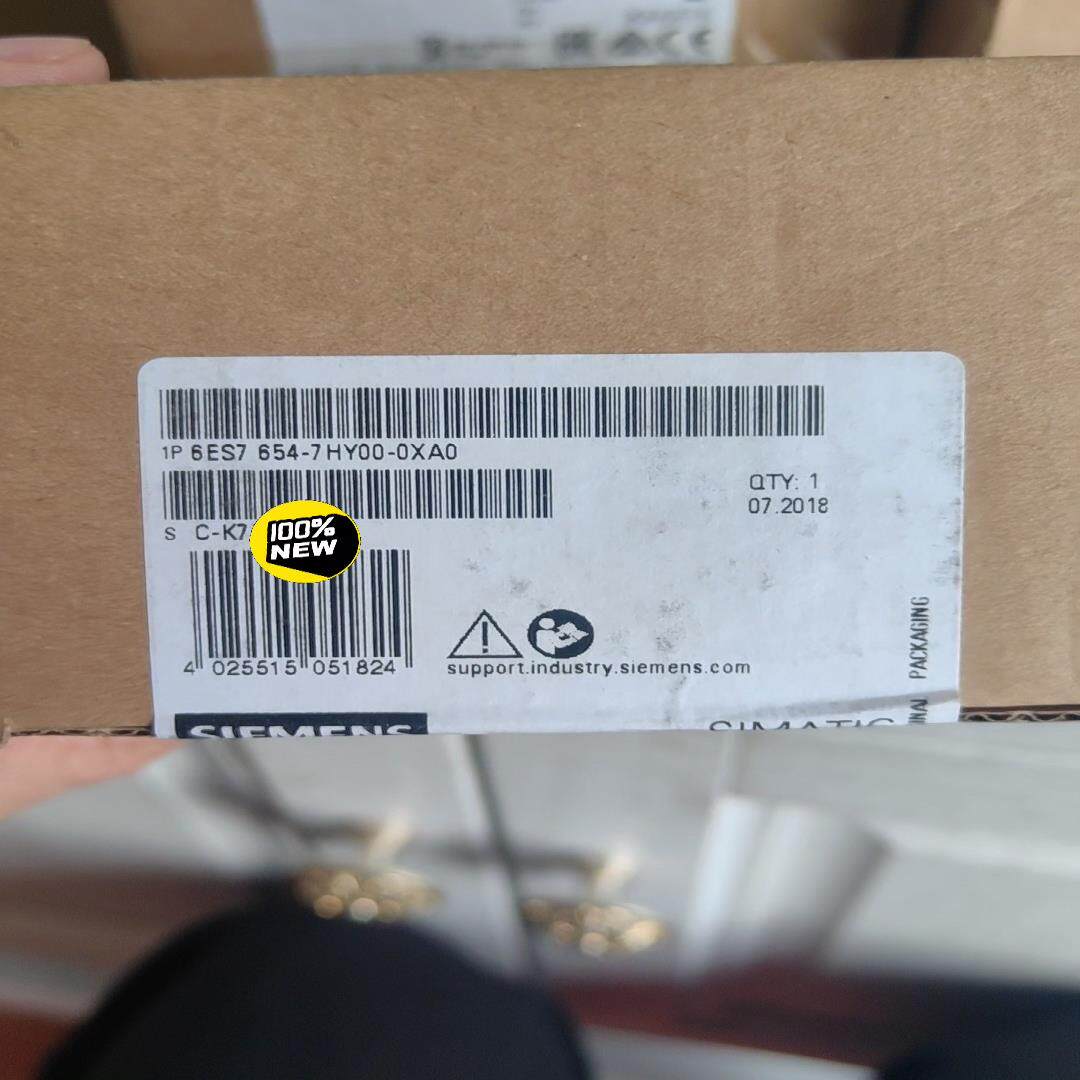 1P 6ES7 654-7HY00-0XA0
QTY: 1
07.2018
S C-K7
100%
NEW
4 025515 051824
support.industry.siemens.com
PACKAGING
SIEMENS
SIMATIC